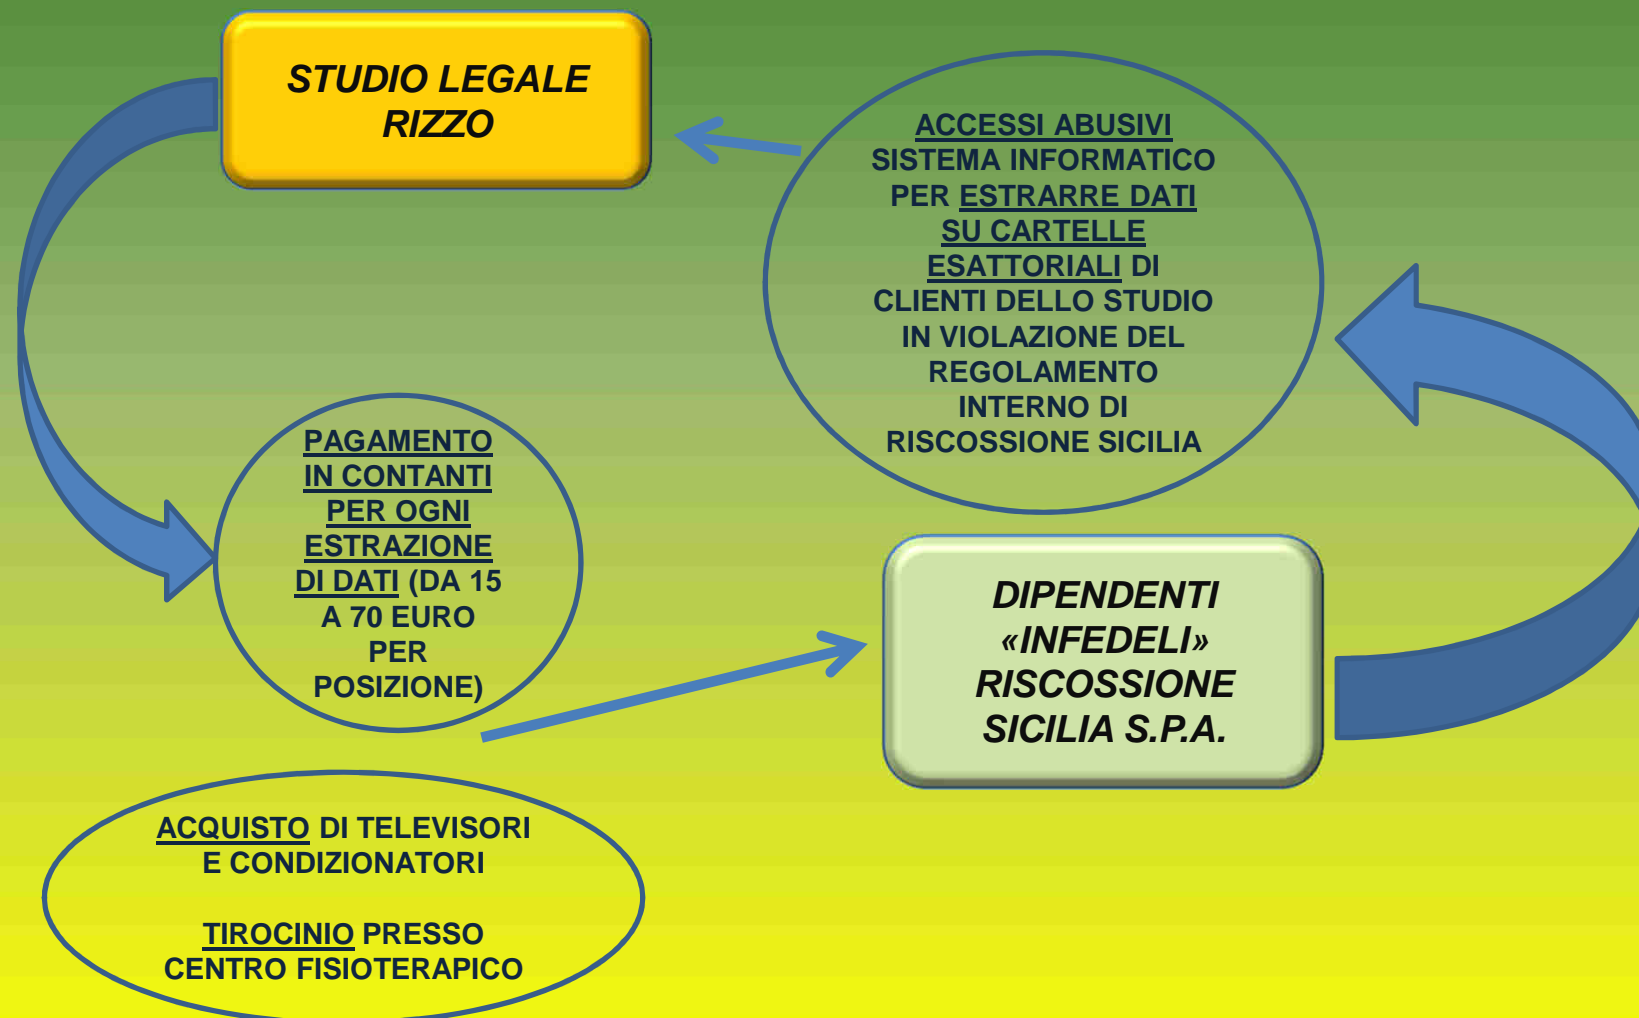 STUDIO LEGALE
RIZZO
ACCESSI ABUSIVI
SISTEMA INFORMATICO
PER ESTRARRE DATI
SU CARTELLE
ESATTORIALI DI
CLIENTI DELLO STUDIO
IN VIOLAZIONE DEL
REGOLAMENTO
INTERNO DI
RISCOSSIONE SICILIA
PAGAMENTO
IN CONTANTI
PER OGNI
ESTRAZIONE
DI DATI (DA 15
A 70 EURO
PER
POSIZIONE)
DIPENDENTI
«INFEDELI»
RISCOSSIONE
SICILIA S.P.A.
ACQUISTO DI TELEVISORI
E CONDIZIONATORI
TIROCINIO PRESSO
CENTRO FISIOTERAPICO